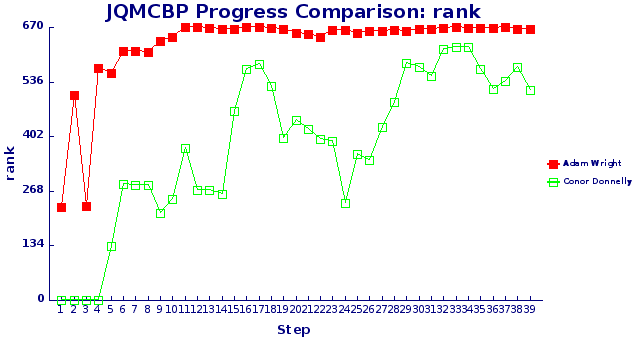 JQMCBP Progress Comparison: rank
670
536
402
268
134
0
rank
1 2 3 4 5 6 7 8 9 10 11 12 13 14 15 16 17 18 19 20 21 22 23 24 25 26 27 28 29 30 31 32 33 34 35 36 37 38 39
Step
Adam Wright
Conor Donnelly